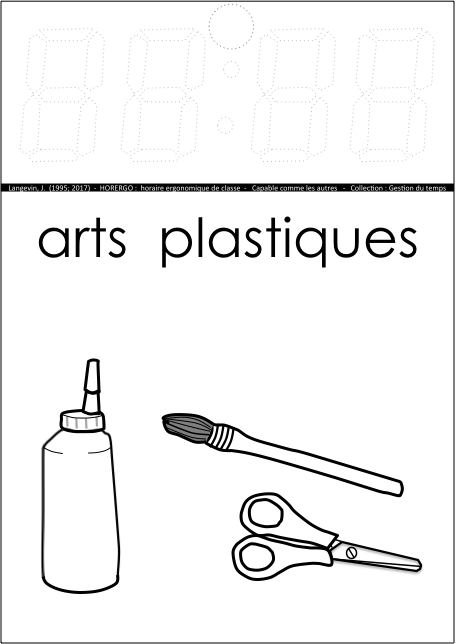 Langevin, J. (1995; 2017) - HORERGO : horaire ergonomique de classe - Capable comme les autres - Collection : Gestion du temps
arts plastiques